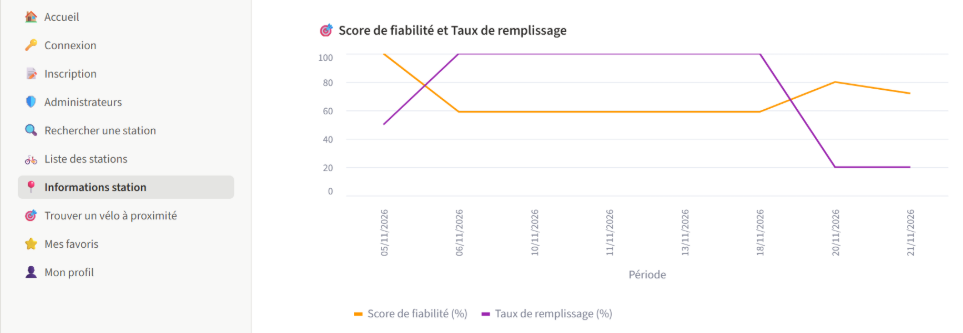 Accueil
Connexion
Inscription
Administrateurs
Rechercher une station
Liste des stations
Informations station
Trouver un vélo à proximité
Mes favoris
Mon profil
Score de fiabilité et Taux de remplissage
100
80
60
40
20
0
05/11/2026
06/11/2026
10/11/2026
11/11/2026
13/11/2026
18/11/2026
20/11/2026
21/11/2026
Période
Score de fiabilité (%)
Taux de remplissage (%)